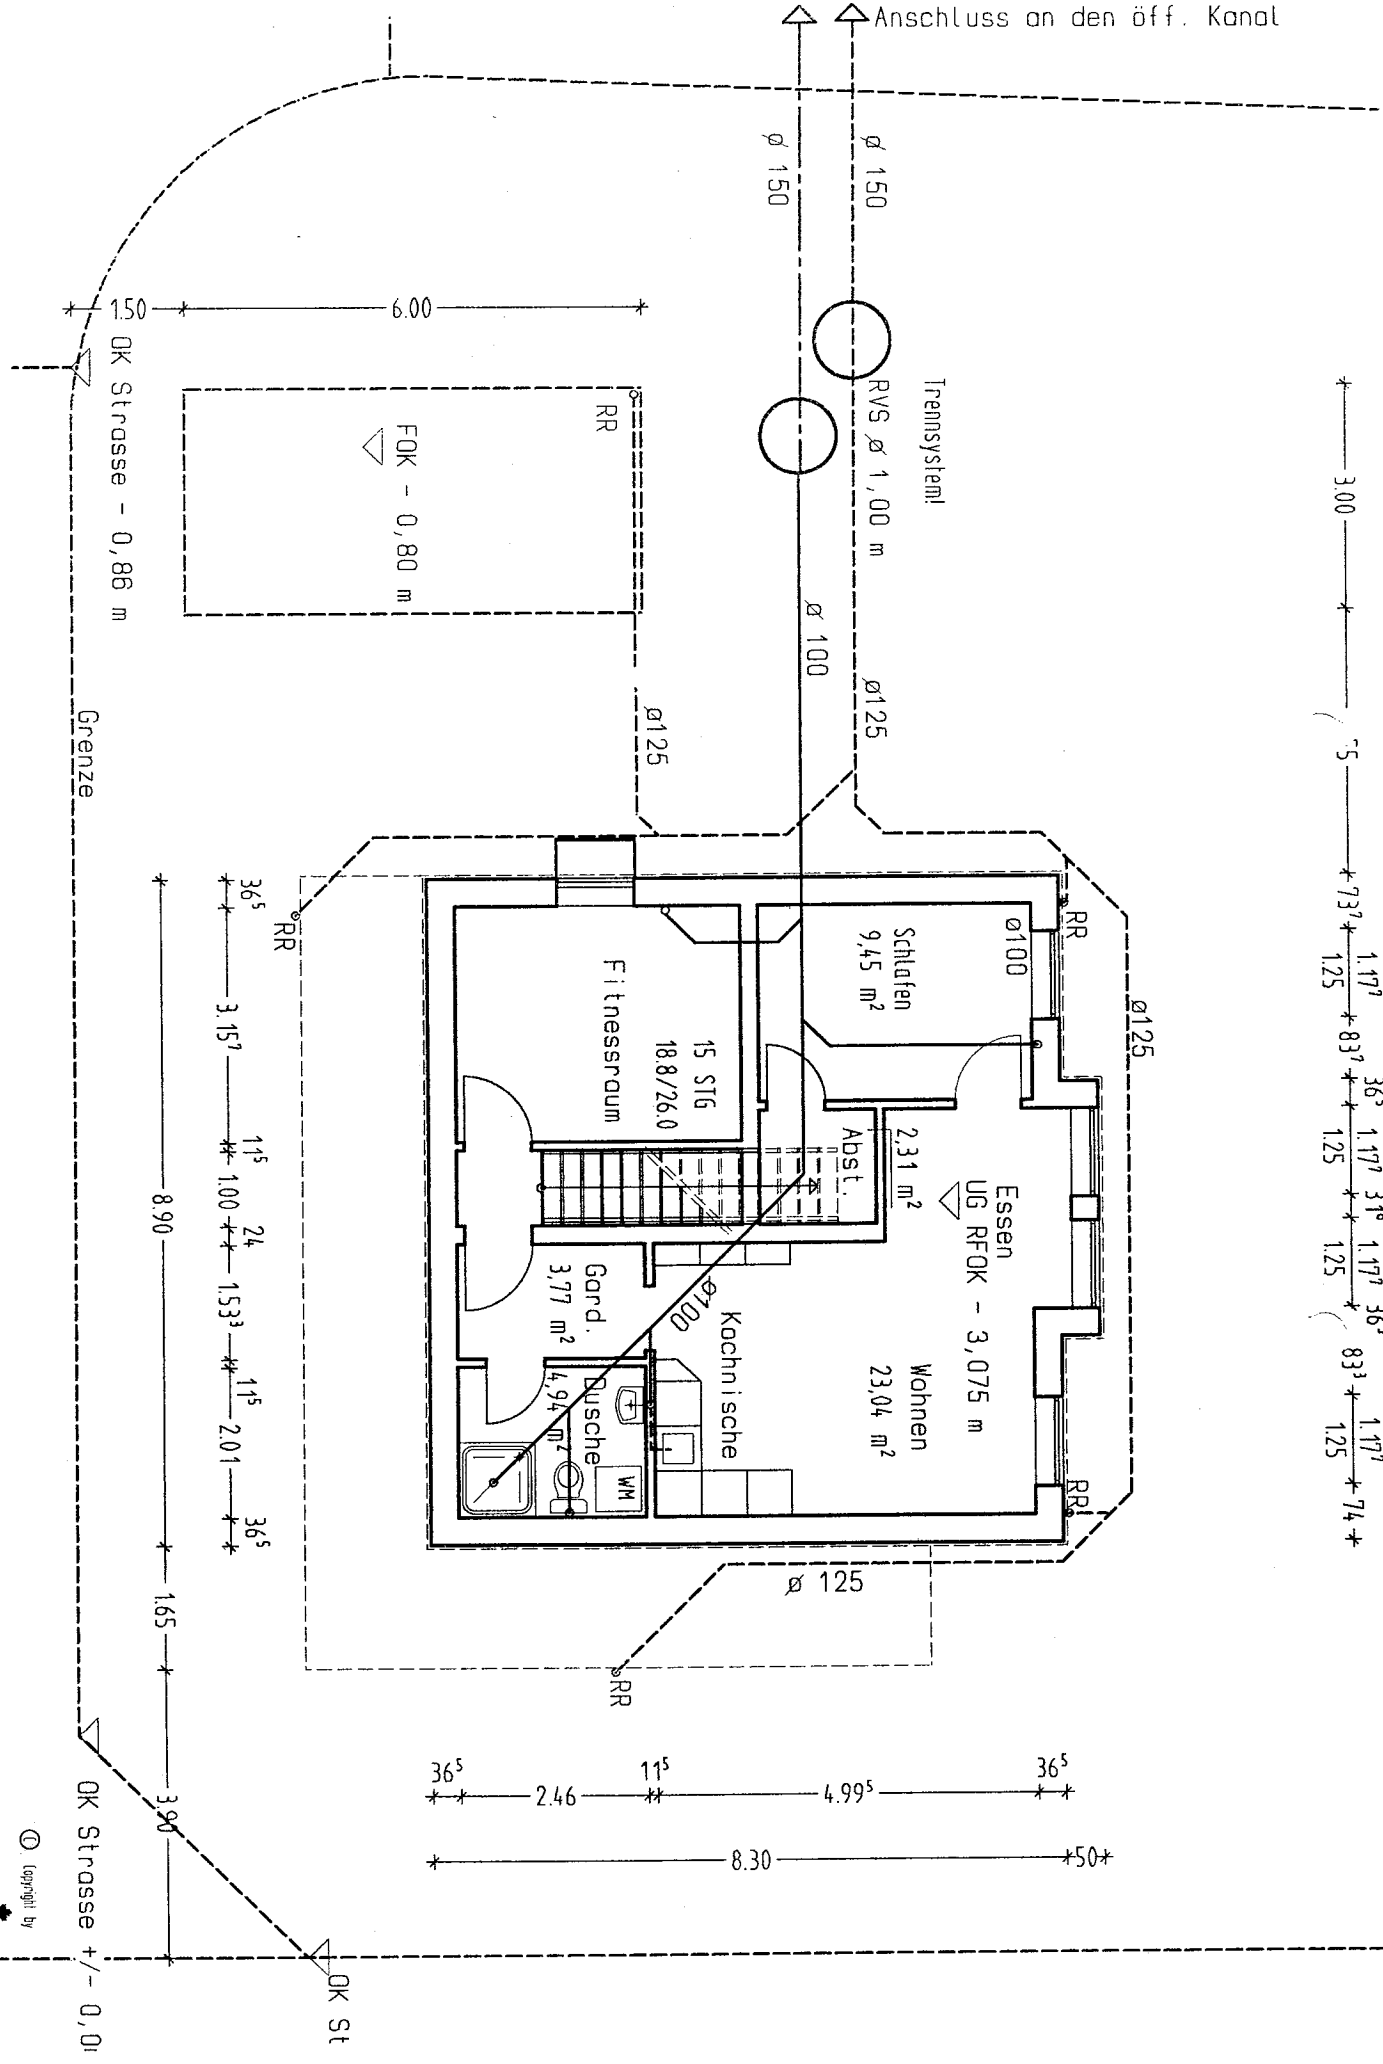 Anschluss an den öff. Kanal
ø 150
ø 150
Trennsystem!
RVS ø 1,00 m
ø 100
ø125
ø125
1.50
6.00
OK Strasse - 0,86 m
RR
FOK - 0,80 m
Grenze
3.00
73⁷
1.17⁷
1.25
83⁷
36⁵
1.17⁷
1.25
31⁰
1.17⁷
1.25
36⁵
83³
1.17⁷
1.25
74
RR
RR
ø100
ø125
Schlafen
9,45 m²
Fitnessraum
15 STG
18.8/26.0
Abst.
2,31 m²
Essen
UG RFOK - 3,075 m
Wohnen
23,04 m²
Kochnische
ø100
Gard.
3,77 m²
Dusche
4,94 m²
WM
RR
ø 125
RR
36⁵
3.15⁷
11⁵
1.00
24
1.53³
11⁵
2.01
36⁵
8.90
1.65
3.90
36⁵
2.46
11⁵
4.99⁵
36⁵
8.30
50
OK Strasse +/- 0,0
OK St
© Copyright by